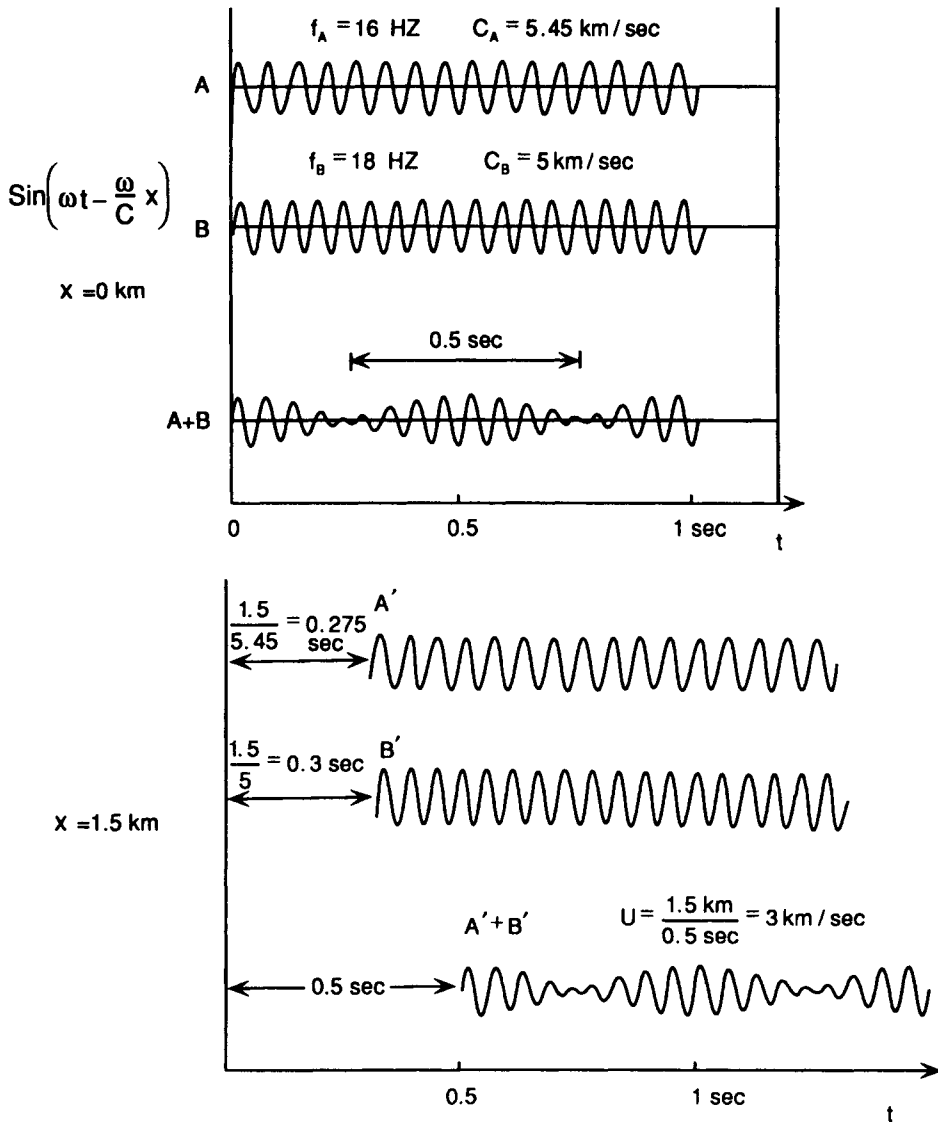 f_A = 16 HZ C_A = 5.45 km/sec
A
f_B = 18 HZ C_B = 5 km/sec
Sin(ωt − ω/C x)
B
X =0 km
0.5 sec
A+B
0 0.5 1 sec
t
A′
1.5/5.45 = 0.275 sec
B′
1.5/5 = 0.3 sec
X =1.5 km
A′+B′ U = 1.5 km/0.5 sec = 3 km/sec
0.5 sec
0.5 1 sec
t